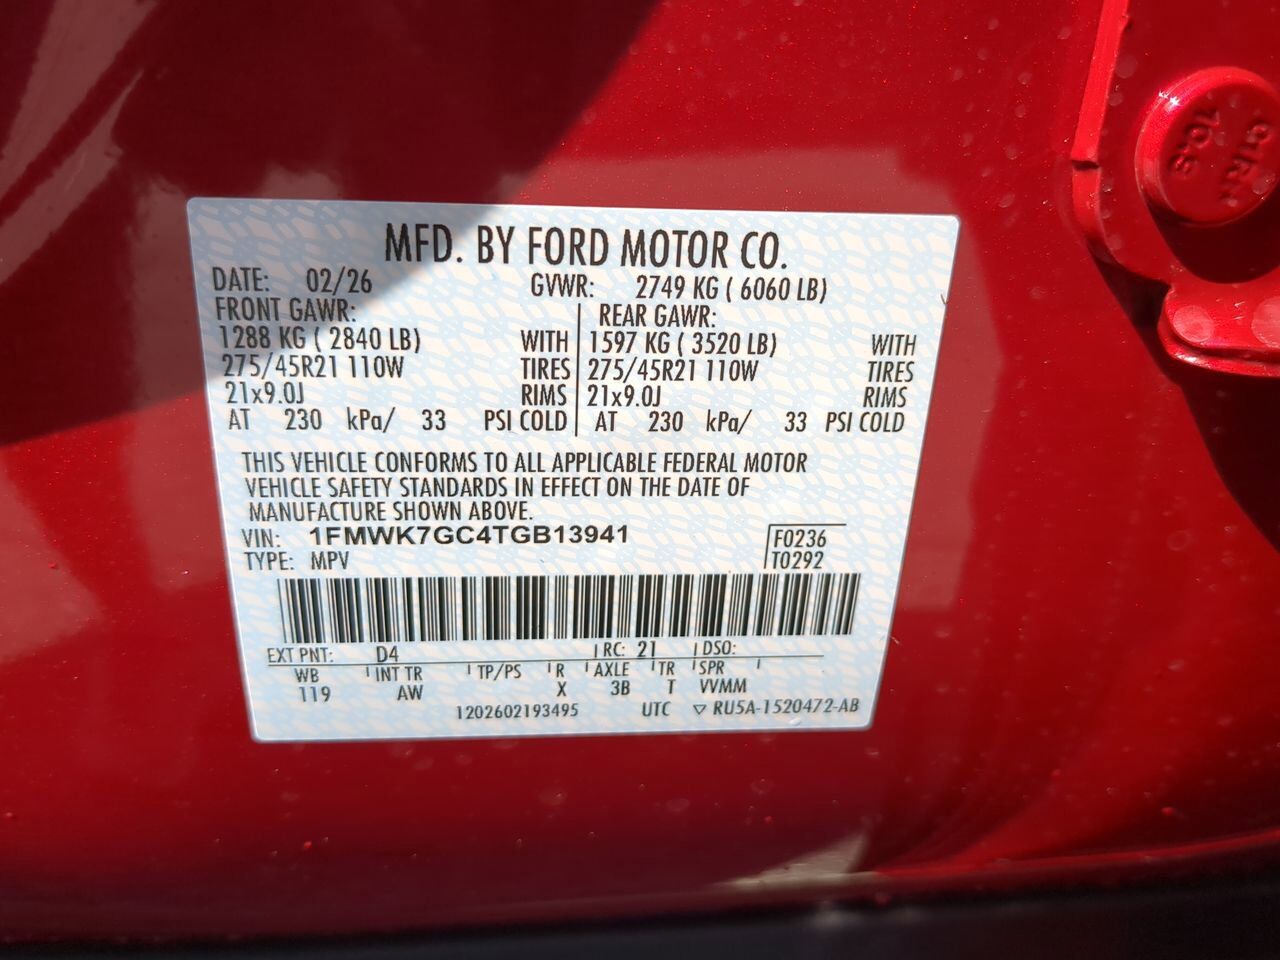 MFD. BY FORD MOTOR CO.
DATE: 02/26 GVWR: 2749 KG ( 6060 LB)
FRONT GAWR: REAR GAWR:
1288 KG ( 2840 LB) WITH 1597 KG ( 3520 LB) WITH
275/45R21 110W TIRES 275/45R21 110W TIRES
21x9.0J RIMS 21x9.0J RIMS
AT 230 kPa/ 33 PSI COLD AT 230 kPa/ 33 PSI COLD
THIS VEHICLE CONFORMS TO ALL APPLICABLE FEDERAL MOTOR
VEHICLE SAFETY STANDARDS IN EFFECT ON THE DATE OF
MANUFACTURE SHOWN ABOVE.
VIN: 1FMWK7GC4TGB13941 F0236
TYPE: MPV T0292
EXT PNT: D4 RC: 21 DSO:
WB INT TR TP/PS R AXLE TR SPR
119 AW X 3B T VVMM
1202602193495 UTC ▽ RU5A-1520472-AB
10.8